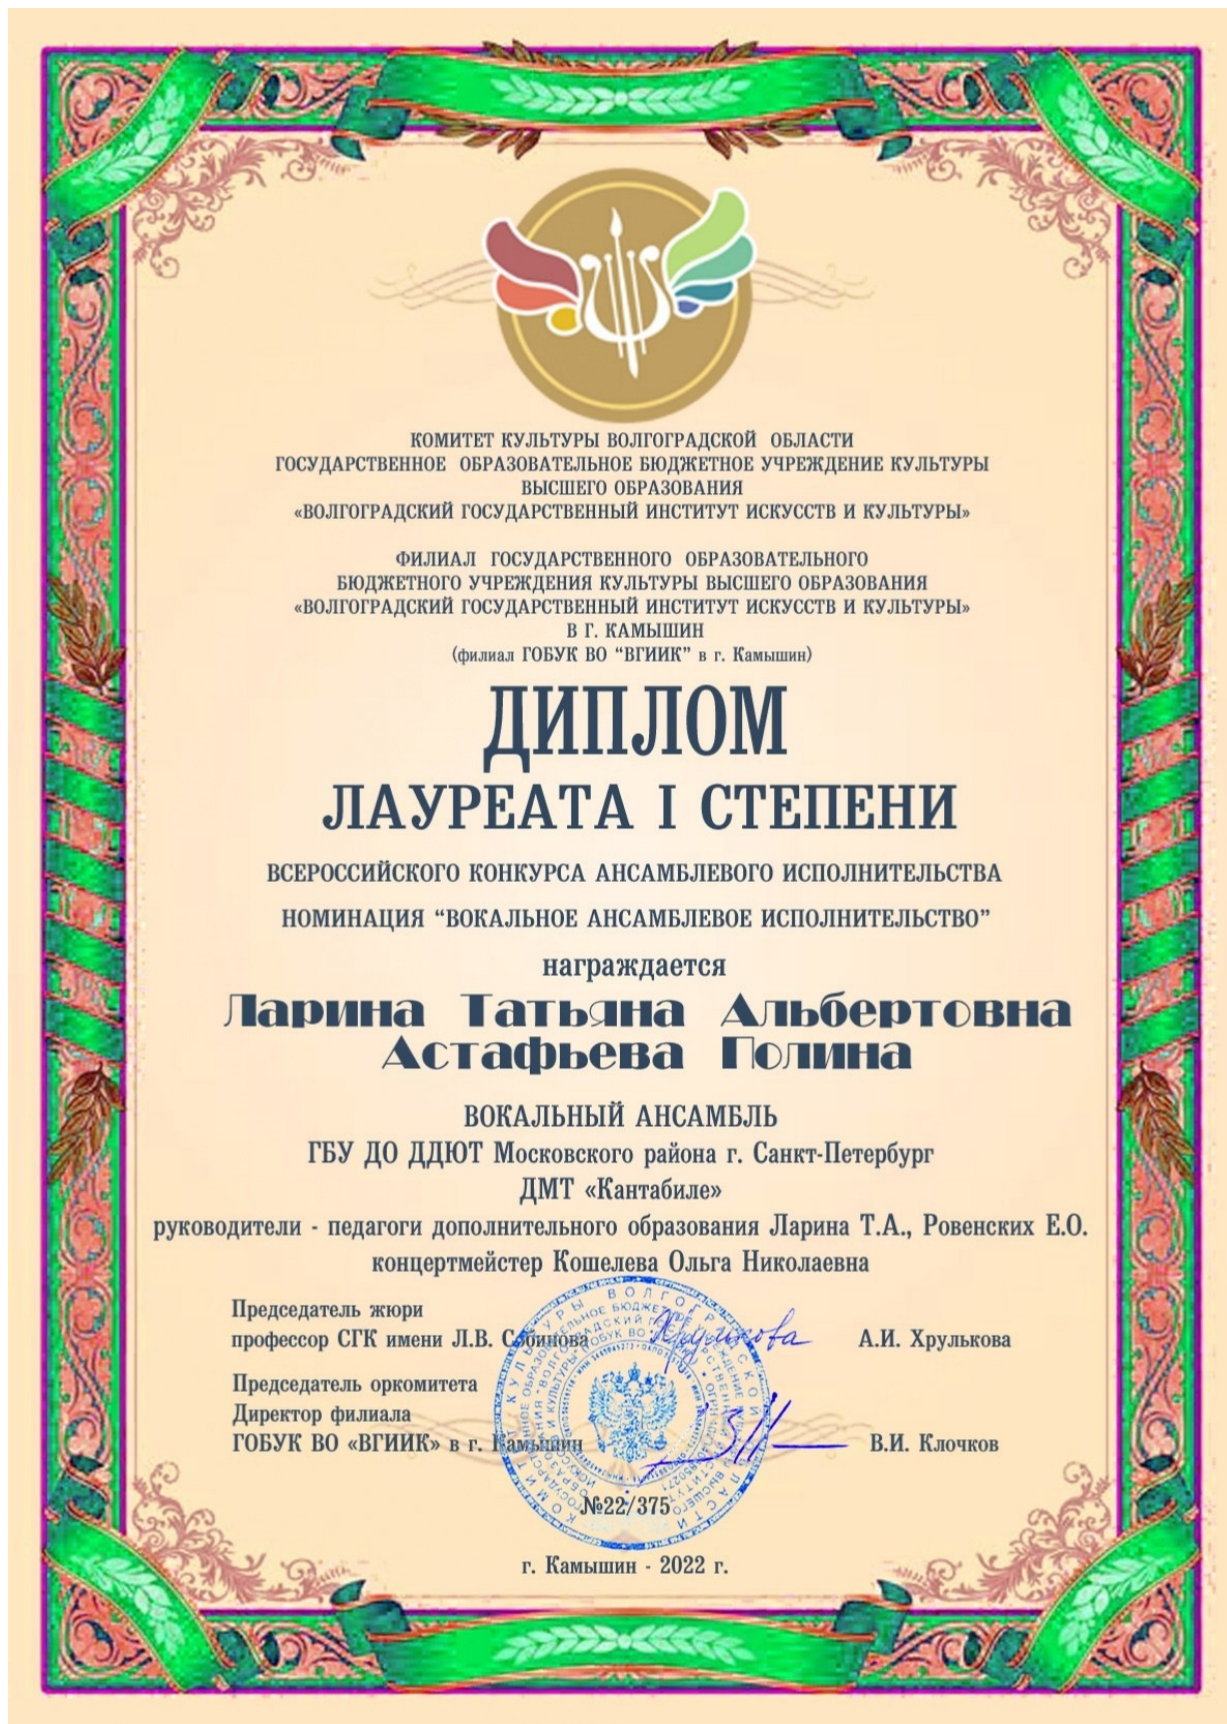 КОМИТЕТ КУЛЬТУРЫ ВОЛГОГРАДСКОЙ ОБЛАСТИ
ГОСУДАРСТВЕННОЕ ОБРАЗОВАТЕЛЬНОЕ БЮДЖЕТНОЕ УЧРЕЖДЕНИЕ КУЛЬТУРЫ
ВЫСШЕГО ОБРАЗОВАНИЯ
«ВОЛГОГРАДСКИЙ ГОСУДАРСТВЕННЫЙ ИНСТИТУТ ИСКУССТВ И КУЛЬТУРЫ»
ФИЛИАЛ ГОСУДАРСТВЕННОГО ОБРАЗОВАТЕЛЬНОГО
БЮДЖЕТНОГО УЧРЕЖДЕНИЯ КУЛЬТУРЫ ВЫСШЕГО ОБРАЗОВАНИЯ
«ВОЛГОГРАДСКИЙ ГОСУДАРСТВЕННЫЙ ИНСТИТУТ ИСКУССТВ И КУЛЬТУРЫ»
В Г. КАМЫШИН
(филиал ГОБУК ВО “ВГИИК” в г. Камышин)
ДИПЛОМ
ЛАУРЕАТА I СТЕПЕНИ
ВСЕРОССИЙСКОГО КОНКУРСА АНСАМБЛЕВОГО ИСПОЛНИТЕЛЬСТВА
НОМИНАЦИЯ “ВОКАЛЬНОЕ АНСАМБЛЕВОЕ ИСПОЛНИТЕЛЬСТВО”
награждается
Ларина Татьяна Альбертовна
Астафьева Полина
ВОКАЛЬНЫЙ АНСАМБЛЬ
ГБУ ДО ДДЮТ Московского района г. Санкт-Петербург
ДМТ «Кантабиле»
руководители - педагоги дополнительного образования Ларина Т.А., Ровенских Е.О.
концертмейстер Кошелева Ольга Николаевна
Председатель жюри
профессор СГК имени Л.В. Собинова А.И. Хрулькова
Председатель оркомитета
Директор филиала
ГОБУК ВО «ВГИИК» в г. Камышин В.И. Клочков
№22/375
г. Камышин - 2022 г.